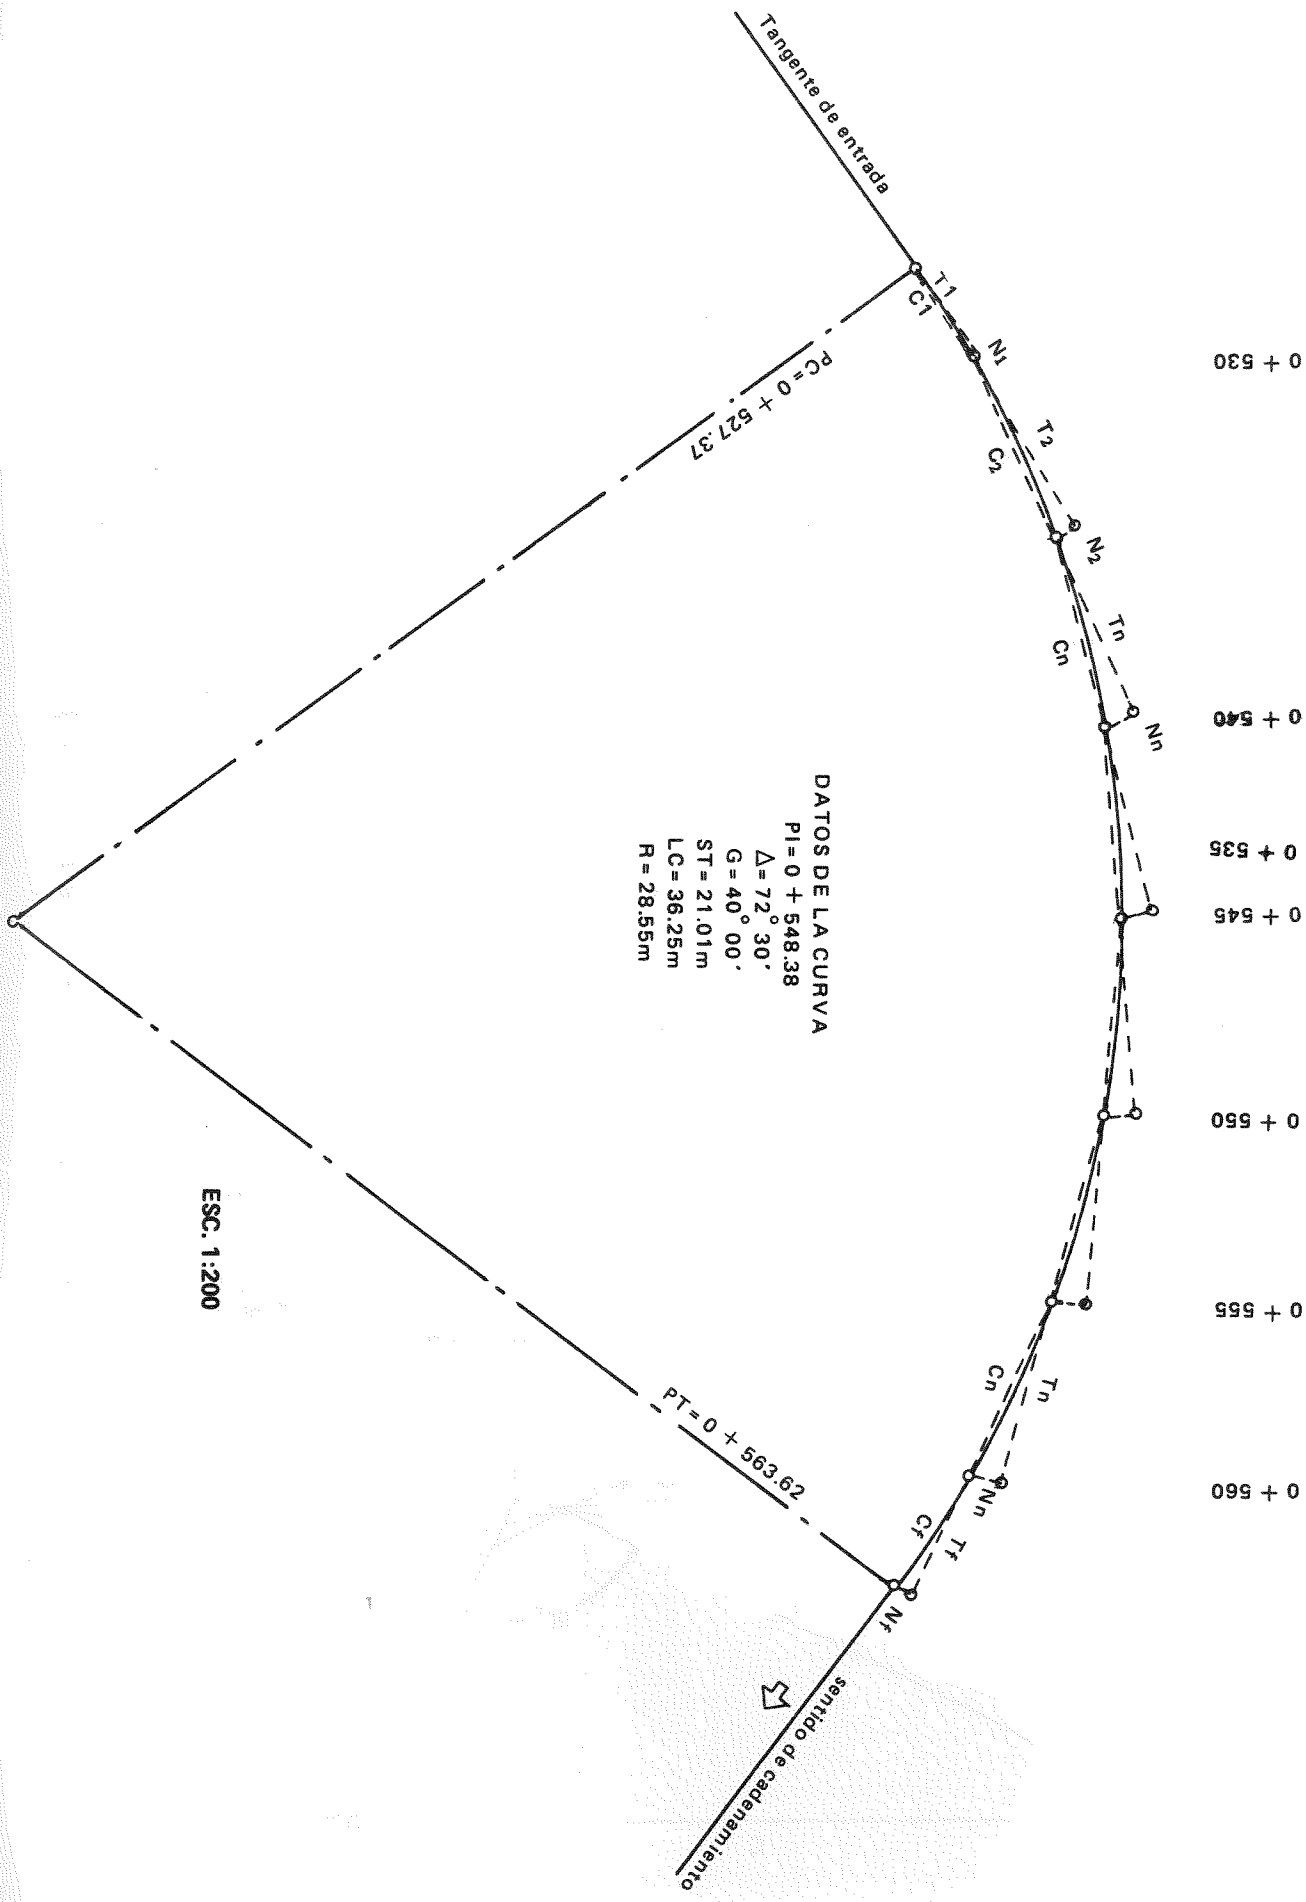 Tangente de entrada
T1
C1
N1
PC = 0 + 527.37
T2
C2
N2
Tn
Cn
Nn
0 + 530
0 + 540
0 + 535
0 + 545
0 + 550
0 + 555
0 + 560
DATOS DE LA CURVA
PI = 0 + 548.38
Δ = 72° 30'
G = 40° 00'
ST = 21.01m
LC = 36.25m
R = 28.55m
Cn
Tn
Nn
Cf
Tf
Nf
PT = 0 + 563.62
sentido de cadenamiento
ESC. 1:200